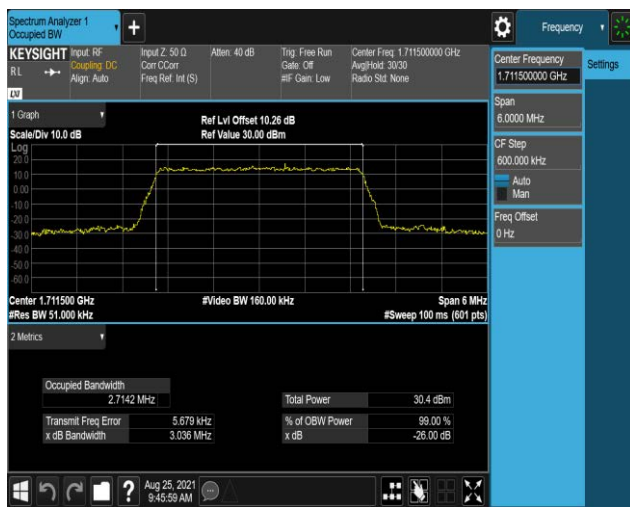 Spectrum Analyzer 1
Occupied BW
+
Frequency
KEYSIGHT
RL
LXI
Input: RF
Coupling: DC
Align: Auto
Input Z: 50 Ω
Corr CCorr
Freq Ref: Int (S)
Atten: 40 dB
Trig: Free Run
Gate: Off
#IF Gain: Low
Center Freq: 1.711500000 GHz
Avg|Hold: 30/30
Radio Std: None
Center Frequency
1.711500000 GHz
Settings
Span
6.0000 MHz
CF Step
600.000 kHz
Auto
Man
Freq Offset
0 Hz
1 Graph
Scale/Div 10.0 dB
Ref Lvl Offset 10.26 dB
Ref Value 30.00 dBm
Log
20.0
10.0
0.00
-10.0
-20.0
-30.0
-40.0
-50.0
-60.0
Center 1.711500 GHz
#Video BW 160.00 kHz
Span 6 MHz
#Res BW 51.000 kHz
#Sweep 100 ms (601 pts)
2 Metrics
Occupied Bandwidth
2.7142 MHz
Total Power 30.4 dBm
Transmit Freq Error 5.679 kHz
% of OBW Power 99.00 %
x dB Bandwidth 3.036 MHz
x dB -26.00 dB
?
Aug 25, 2021
9:45:59 AM